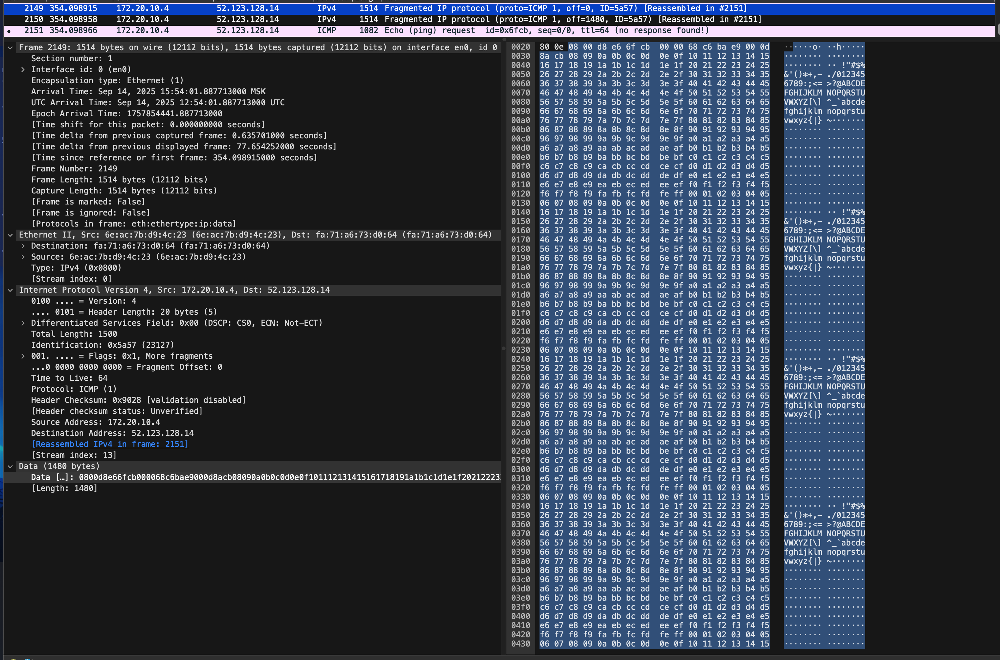 2149 354.098915 172.20.10.4 52.123.128.14 IPv4 1514 Fragmented IP protocol (proto=ICMP 1, off=0, ID=5a57) [Reassembled in #2151]
2150 354.098958 172.20.10.4 52.123.128.14 IPv4 1514 Fragmented IP protocol (proto=ICMP 1, off=1480, ID=5a57) [Reassembled in #2151]
2151 354.098966 172.20.10.4 52.123.128.14 ICMP 1082 Echo (ping) request id=0x6fcb, seq=0/0, ttl=64 (no response found!)
Frame 2149: 1514 bytes on wire (12112 bits), 1514 bytes captured (12112 bits) on interface en0, id 0
Section number: 1
Interface id: 0 (en0)
Encapsulation type: Ethernet (1)
Arrival Time: Sep 14, 2025 15:54:01.887713000 MSK
UTC Arrival Time: Sep 14, 2025 12:54:01.887713000 UTC
Epoch Arrival Time: 1757854441.887713000
[Time shift for this packet: 0.000000000 seconds]
[Time delta from previous captured frame: 0.635701000 seconds]
[Time delta from previous displayed frame: 77.654252000 seconds]
[Time since reference or first frame: 354.098915000 seconds]
Frame Number: 2149
Frame Length: 1514 bytes (12112 bits)
Capture Length: 1514 bytes (12112 bits)
[Frame is marked: False]
[Frame is ignored: False]
[Protocols in frame: eth:ethertype:ip:data]
Ethernet II, Src: 6e:ac:7b:d9:4c:23 (6e:ac:7b:d9:4c:23), Dst: fa:71:a6:73:d0:64 (fa:71:a6:73:d0:64)
Destination: fa:71:a6:73:d0:64 (fa:71:a6:73:d0:64)
Source: 6e:ac:7b:d9:4c:23 (6e:ac:7b:d9:4c:23)
Type: IPv4 (0x0800)
[Stream index: 0]
Internet Protocol Version 4, Src: 172.20.10.4, Dst: 52.123.128.14
0100 .... = Version: 4
.... 0101 = Header Length: 20 bytes (5)
Differentiated Services Field: 0x00 (DSCP: CS0, ECN: Not-ECT)
Total Length: 1500
Identification: 0x5a57 (23127)
001. .... = Flags: 0x1, More fragments
...0 0000 0000 0000 = Fragment Offset: 0
Time to Live: 64
Protocol: ICMP (1)
Header Checksum: 0x9028 [validation disabled]
[Header checksum status: Unverified]
Source Address: 172.20.10.4
Destination Address: 52.123.128.14
[Reassembled IPv4 in frame: 2151]
[Stream index: 13]
Data (1480 bytes)
Data […]: 0800d8e66fcb000068c6bae9000d8acb08090a0b0c0d0e0f101112131415161718191a1b1c1d1e1f20212223
[Length: 1480]
0020 80 0e 08 00 d8 e6 6f cb 00 00 68 c6 ba e9 00 0d ······o· ··h·····
0030 8a cb 08 09 0a 0b 0c 0d 0e 0f 10 11 12 13 14 15 ········ ········
0040 16 17 18 19 1a 1b 1c 1d 1e 1f 20 21 22 23 24 25 ········ ·· !"#$%
0050 26 27 28 29 2a 2b 2c 2d 2e 2f 30 31 32 33 34 35 &'()*+,- ./012345
0060 36 37 38 39 3a 3b 3c 3d 3e 3f 40 41 42 43 44 45 6789:;<= >?@ABCDE
0070 46 47 48 49 4a 4b 4c 4d 4e 4f 50 51 52 53 54 55 FGHIJKLM NOPQRSTU
0080 56 57 58 59 5a 5b 5c 5d 5e 5f 60 61 62 63 64 65 VWXYZ[\] ^_`abcde
0090 66 67 68 69 6a 6b 6c 6d 6e 6f 70 71 72 73 74 75 fghijklm nopqrstu
00a0 76 77 78 79 7a 7b 7c 7d 7e 7f 80 81 82 83 84 85 vwxyz{|} ~·······
00b0 86 87 88 89 8a 8b 8c 8d 8e 8f 90 91 92 93 94 95 ········ ········
00c0 96 97 98 99 9a 9b 9c 9d 9e 9f a0 a1 a2 a3 a4 a5 ········ ········
00d0 a6 a7 a8 a9 aa ab ac ad ae af b0 b1 b2 b3 b4 b5 ········ ········
00e0 b6 b7 b8 b9 ba bb bc bd be bf c0 c1 c2 c3 c4 c5 ········ ········
00f0 c6 c7 c8 c9 ca cb cc cd ce cf d0 d1 d2 d3 d4 d5 ········ ········
0100 d6 d7 d8 d9 da db dc dd de df e0 e1 e2 e3 e4 e5 ········ ········
0110 e6 e7 e8 e9 ea eb ec ed ee ef f0 f1 f2 f3 f4 f5 ········ ········
0120 f6 f7 f8 f9 fa fb fc fd fe ff 00 01 02 03 04 05 ········ ········
0130 06 07 08 09 0a 0b 0c 0d 0e 0f 10 11 12 13 14 15 ········ ········
0140 16 17 18 19 1a 1b 1c 1d 1e 1f 20 21 22 23 24 25 ········ ·· !"#$%
0150 26 27 28 29 2a 2b 2c 2d 2e 2f 30 31 32 33 34 35 &'()*+,- ./012345
0160 36 37 38 39 3a 3b 3c 3d 3e 3f 40 41 42 43 44 45 6789:;<= >?@ABCDE
0170 46 47 48 49 4a 4b 4c 4d 4e 4f 50 51 52 53 54 55 FGHIJKLM NOPQRSTU
0180 56 57 58 59 5a 5b 5c 5d 5e 5f 60 61 62 63 64 65 VWXYZ[\] ^_`abcde
0190 66 67 68 69 6a 6b 6c 6d 6e 6f 70 71 72 73 74 75 fghijklm nopqrstu
01a0 76 77 78 79 7a 7b 7c 7d 7e 7f 80 81 82 83 84 85 vwxyz{|} ~·······
01b0 86 87 88 89 8a 8b 8c 8d 8e 8f 90 91 92 93 94 95 ········ ········
01c0 96 97 98 99 9a 9b 9c 9d 9e 9f a0 a1 a2 a3 a4 a5 ········ ········
01d0 a6 a7 a8 a9 aa ab ac ad ae af b0 b1 b2 b3 b4 b5 ········ ········
01e0 b6 b7 b8 b9 ba bb bc bd be bf c0 c1 c2 c3 c4 c5 ········ ········
01f0 c6 c7 c8 c9 ca cb cc cd ce cf d0 d1 d2 d3 d4 d5 ········ ········
0200 d6 d7 d8 d9 da db dc dd de df e0 e1 e2 e3 e4 e5 ········ ········
0210 e6 e7 e8 e9 ea eb ec ed ee ef f0 f1 f2 f3 f4 f5 ········ ········
0220 f6 f7 f8 f9 fa fb fc fd fe ff 00 01 02 03 04 05 ········ ········
0230 06 07 08 09 0a 0b 0c 0d 0e 0f 10 11 12 13 14 15 ········ ········
0240 16 17 18 19 1a 1b 1c 1d 1e 1f 20 21 22 23 24 25 ········ ·· !"#$%
0250 26 27 28 29 2a 2b 2c 2d 2e 2f 30 31 32 33 34 35 &'()*+,- ./012345
0260 36 37 38 39 3a 3b 3c 3d 3e 3f 40 41 42 43 44 45 6789:;<= >?@ABCDE
0270 46 47 48 49 4a 4b 4c 4d 4e 4f 50 51 52 53 54 55 FGHIJKLM NOPQRSTU
0280 56 57 58 59 5a 5b 5c 5d 5e 5f 60 61 62 63 64 65 VWXYZ[\] ^_`abcde
0290 66 67 68 69 6a 6b 6c 6d 6e 6f 70 71 72 73 74 75 fghijklm nopqrstu
02a0 76 77 78 79 7a 7b 7c 7d 7e 7f 80 81 82 83 84 85 vwxyz{|} ~·······
02b0 86 87 88 89 8a 8b 8c 8d 8e 8f 90 91 92 93 94 95 ········ ········
02c0 96 97 98 99 9a 9b 9c 9d 9e 9f a0 a1 a2 a3 a4 a5 ········ ········
02d0 a6 a7 a8 a9 aa ab ac ad ae af b0 b1 b2 b3 b4 b5 ········ ········
02e0 b6 b7 b8 b9 ba bb bc bd be bf c0 c1 c2 c3 c4 c5 ········ ········
02f0 c6 c7 c8 c9 ca cb cc cd ce cf d0 d1 d2 d3 d4 d5 ········ ········
0300 d6 d7 d8 d9 da db dc dd de df e0 e1 e2 e3 e4 e5 ········ ········
0310 e6 e7 e8 e9 ea eb ec ed ee ef f0 f1 f2 f3 f4 f5 ········ ········
0320 f6 f7 f8 f9 fa fb fc fd fe ff 00 01 02 03 04 05 ········ ········
0330 06 07 08 09 0a 0b 0c 0d 0e 0f 10 11 12 13 14 15 ········ ········
0340 16 17 18 19 1a 1b 1c 1d 1e 1f 20 21 22 23 24 25 ········ ·· !"#$%
0350 26 27 28 29 2a 2b 2c 2d 2e 2f 30 31 32 33 34 35 &'()*+,- ./012345
0360 36 37 38 39 3a 3b 3c 3d 3e 3f 40 41 42 43 44 45 6789:;<= >?@ABCDE
0370 46 47 48 49 4a 4b 4c 4d 4e 4f 50 51 52 53 54 55 FGHIJKLM NOPQRSTU
0380 56 57 58 59 5a 5b 5c 5d 5e 5f 60 61 62 63 64 65 VWXYZ[\] ^_`abcde
0390 66 67 68 69 6a 6b 6c 6d 6e 6f 70 71 72 73 74 75 fghijklm nopqrstu
03a0 76 77 78 79 7a 7b 7c 7d 7e 7f 80 81 82 83 84 85 vwxyz{|} ~·······
03b0 86 87 88 89 8a 8b 8c 8d 8e 8f 90 91 92 93 94 95 ········ ········
03c0 96 97 98 99 9a 9b 9c 9d 9e 9f a0 a1 a2 a3 a4 a5 ········ ········
03d0 a6 a7 a8 a9 aa ab ac ad ae af b0 b1 b2 b3 b4 b5 ········ ········
03e0 b6 b7 b8 b9 ba bb bc bd be bf c0 c1 c2 c3 c4 c5 ········ ········
03f0 c6 c7 c8 c9 ca cb cc cd ce cf d0 d1 d2 d3 d4 d5 ········ ········
0400 d6 d7 d8 d9 da db dc dd de df e0 e1 e2 e3 e4 e5 ········ ········
0410 e6 e7 e8 e9 ea eb ec ed ee ef f0 f1 f2 f3 f4 f5 ········ ········
0420 f6 f7 f8 f9 fa fb fc fd fe ff 00 01 02 03 04 05 ········ ········
0430 06 07 08 09 0a 0b 0c 0d 0e 0f 10 11 12 13 14 15 ········ ········